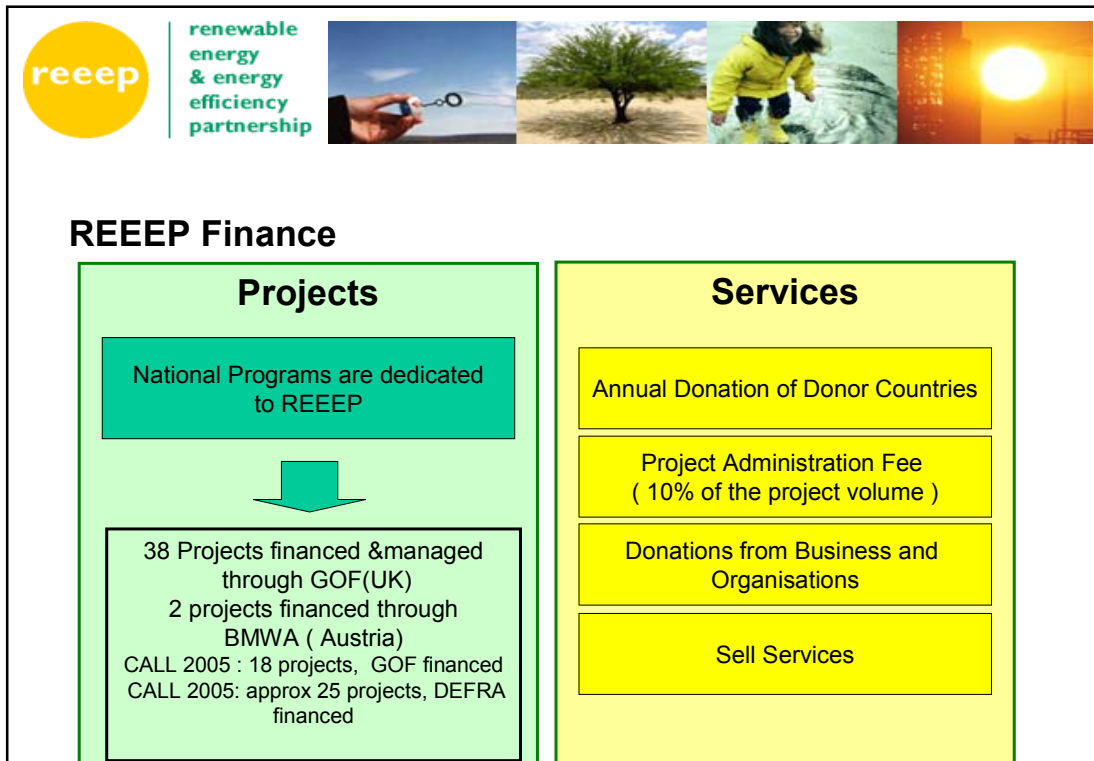 reeep
renewable
energy
& energy
efficiency
partnership
REEEP Finance
Projects
National Programs are dedicated
to REEEP
38 Projects financed &managed
through GOF(UK)
2 projects financed through
BMWA ( Austria)
CALL 2005 : 18 projects,  GOF financed
CALL 2005: approx 25 projects, DEFRA
financed
Services
Annual Donation of Donor Countries
Project Administration Fee
( 10% of the project volume )
Donations from Business and
Organisations
Sell Services